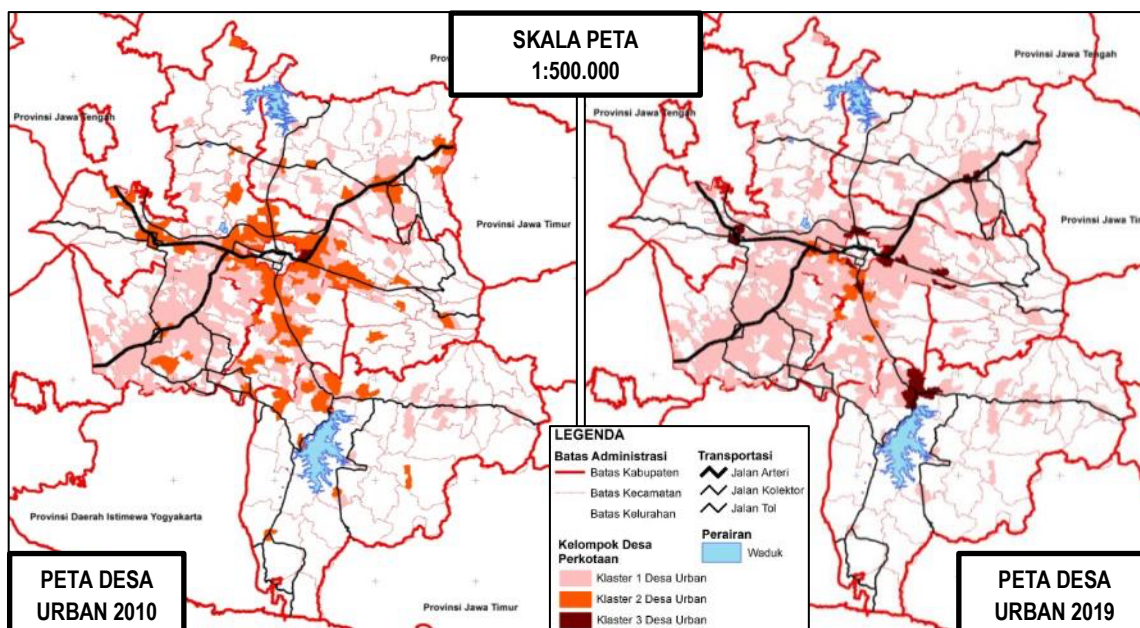 SKALA PETA
1:500.000
Provinsi Jawa Tengah
Provinsi Jawa Timur
Provinsi Daerah Istimewa Yogyakarta
Provinsi Jawa Timur
PETA DESA
URBAN 2010
Provinsi Jawa Tengah
Provinsi Jawa Tengah
Provinsi Jawa
Provinsi Jawa Timur
PETA DESA
URBAN 2019
LEGENDA
Batas Administrasi
Batas Kabupaten
Batas Kecamatan
Batas Kelurahan
Kelompok Desa
Perkotaan
Klaster 1 Desa Urban
Klaster 2 Desa Urban
Klaster 3 Desa Urban
Transportasi
Jalan Arteri
Jalan Kolektor
Jalan Tol
Perairan
Waduk